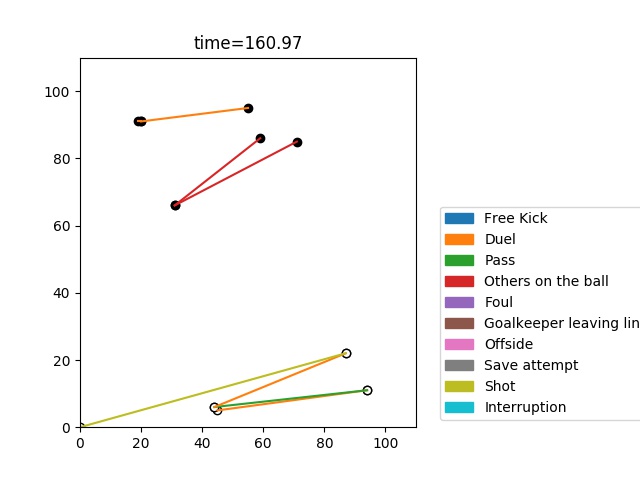 time=160.97
100
80
60
40
20
0
0 20 40 60 80 100
Free Kick
Duel
Pass
Others on the ball
Foul
Goalkeeper leaving lin
Offside
Save attempt
Shot
Interruption